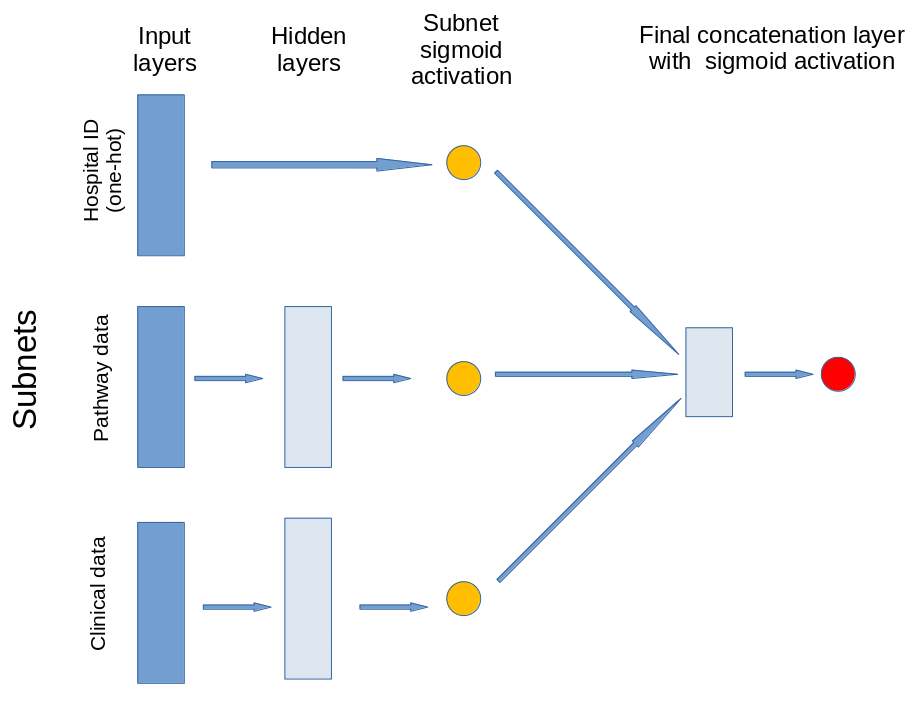 Input
layers
Hidden
layers
Subnet
sigmoid
activation
Final concatenation layer
with  sigmoid activation
Subnets
Hospital ID
(one-hot)
Pathway data
Clinical data